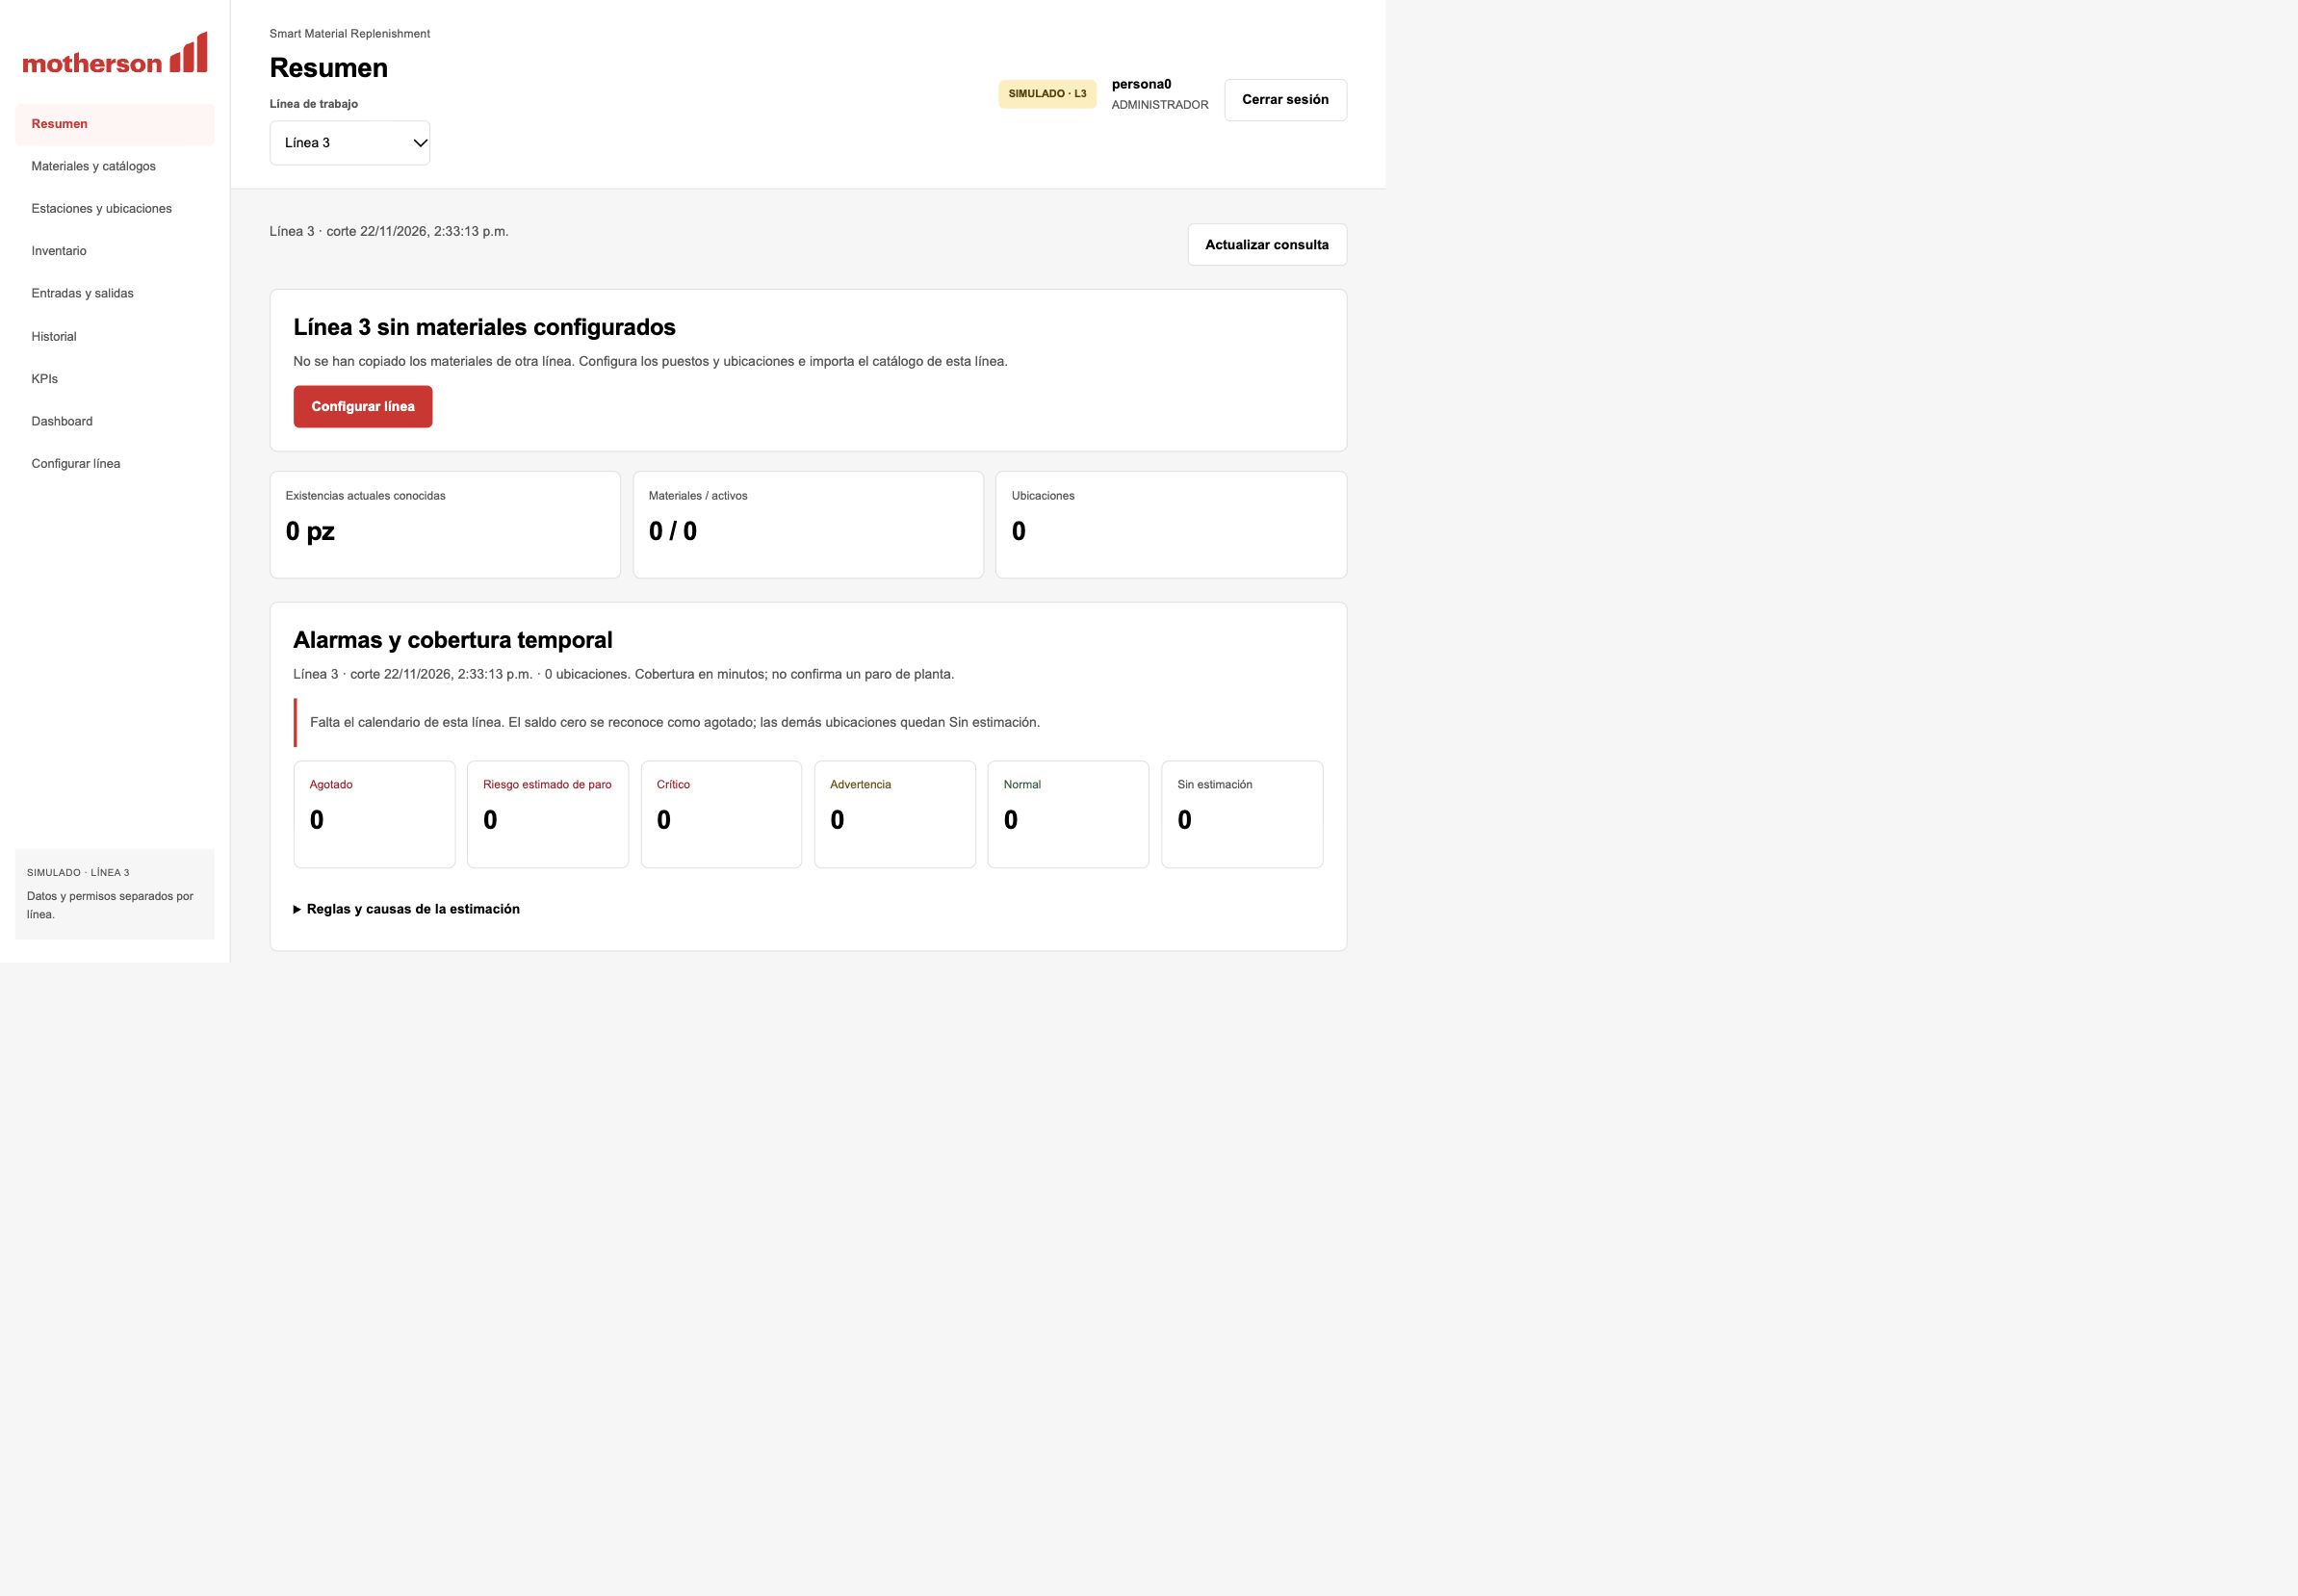 motherson
Resumen
Materiales y catálogos
Estaciones y ubicaciones
Inventario
Entradas y salidas
Historial
KPIs
Dashboard
Configurar línea
SIMULADO · LÍNEA 3
Datos y permisos separados por
línea.
Smart Material Replenishment
Resumen
Línea de trabajo
Línea 3
SIMULADO · L3
persona0
ADMINISTRADOR
Cerrar sesión
Línea 3 · corte 22/11/2026, 2:33:13 p.m.
Actualizar consulta
Línea 3 sin materiales configurados
No se han copiado los materiales de otra línea. Configura los puestos y ubicaciones e importa el catálogo de esta línea.
Configurar línea
Existencias actuales conocidas
0 pz
Materiales / activos
0 / 0
Ubicaciones
0
Alarmas y cobertura temporal
Línea 3 · corte 22/11/2026, 2:33:13 p.m. · 0 ubicaciones. Cobertura en minutos; no confirma un paro de planta.
Falta el calendario de esta línea. El saldo cero se reconoce como agotado; las demás ubicaciones quedan Sin estimación.
Agotado
0
Riesgo estimado de paro
0
Crítico
0
Advertencia
0
Normal
0
Sin estimación
0
Reglas y causas de la estimación